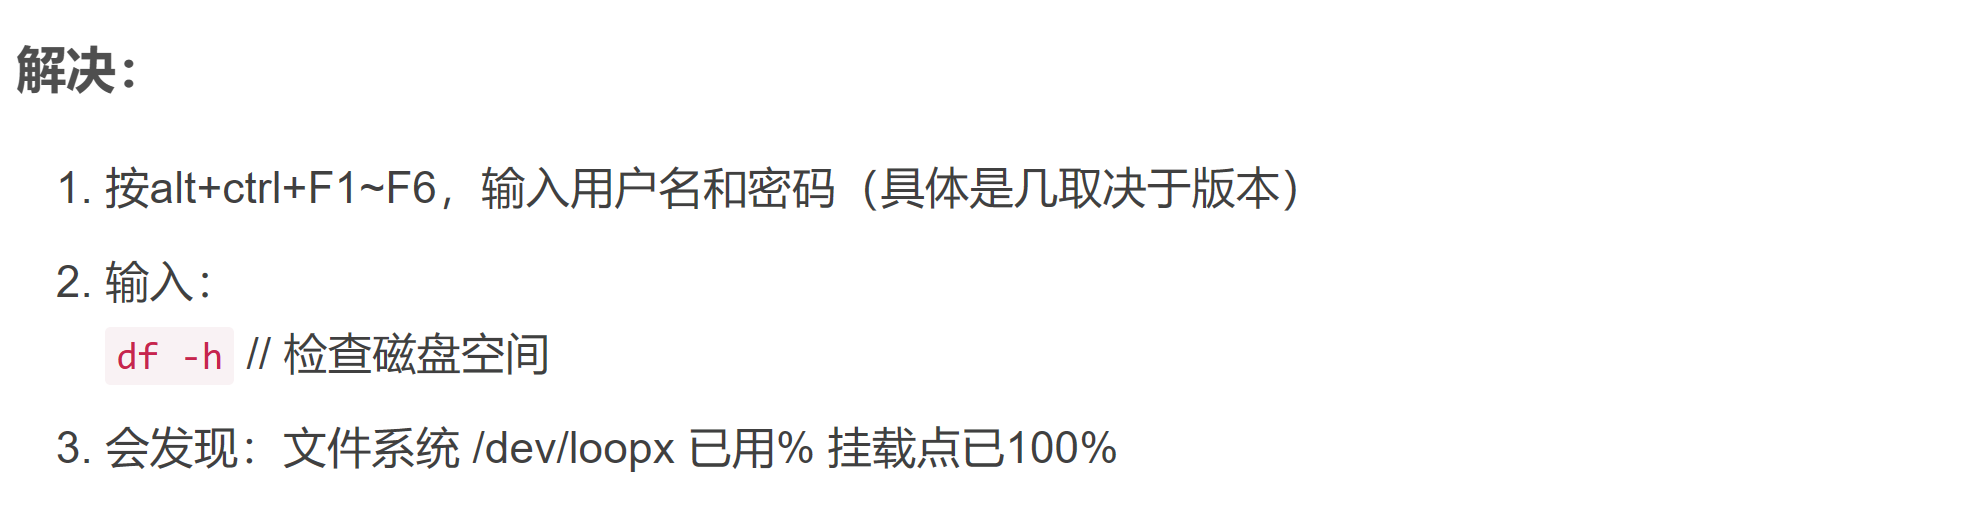 解决：
1. 按alt+ctrl+F1~F6，输入用户名和密码（具体是几取决于版本）
2. 输入：
df -h // 检查磁盘空间
3. 会发现：文件系统 /dev/loopx 已用% 挂载点已100%